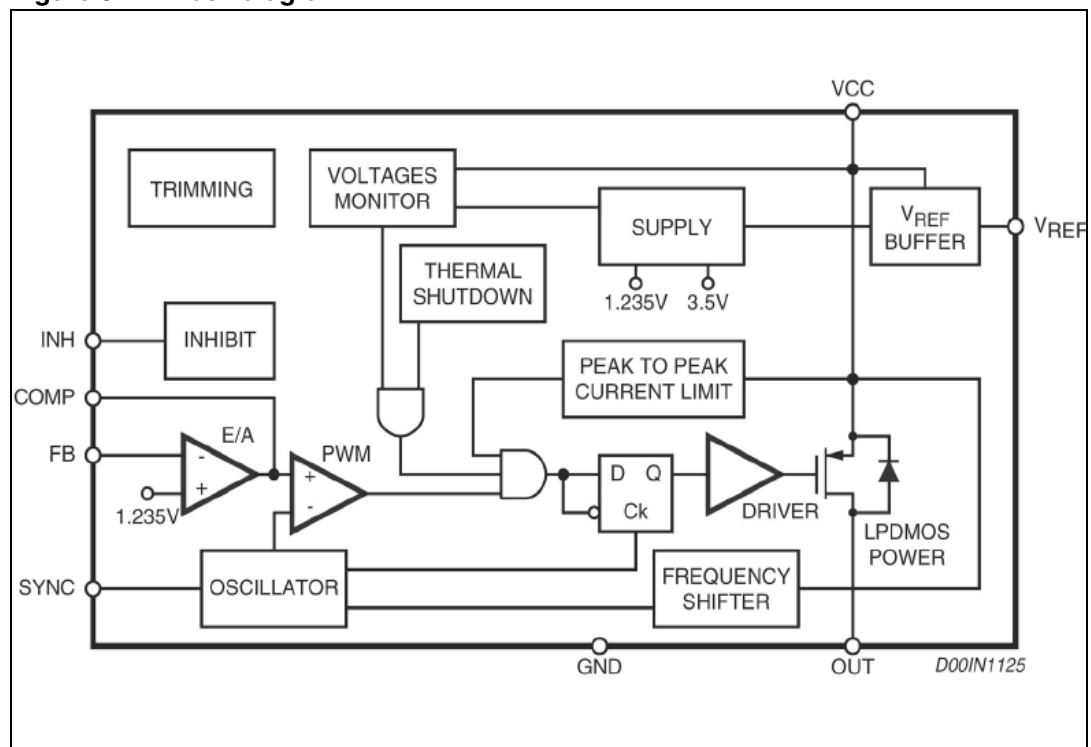 VCC
TRIMMING
VOLTAGES
MONITOR
SUPPLY
VREF
BUFFER
VREF
THERMAL
SHUTDOWN
1.235V
3.5V
INH
INHIBIT
PEAK TO PEAK
CURRENT LIMIT
COMP
E/A
FB
-
+
1.235V
PWM
+
-
D
Q
Ck
DRIVER
LPDMOS
POWER
SYNC
OSCILLATOR
FREQUENCY
SHIFTER
GND
OUT
D00IN1125